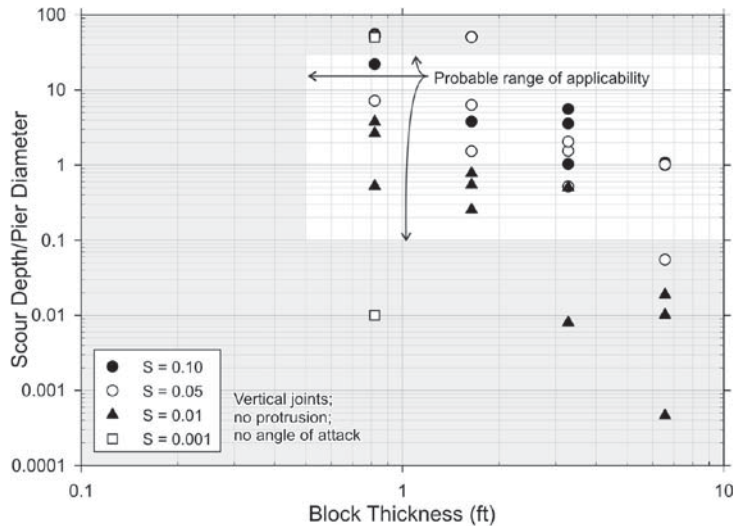 100
10
1
0.1
0.01
0.001
0.0001
Scour Depth/Pier Diameter
Probable range of applicability
S = 0.10
S = 0.05
S = 0.01
S = 0.001
Vertical joints;
no protrusion;
no angle of attack
0.1
1
10
Block Thickness (ft)